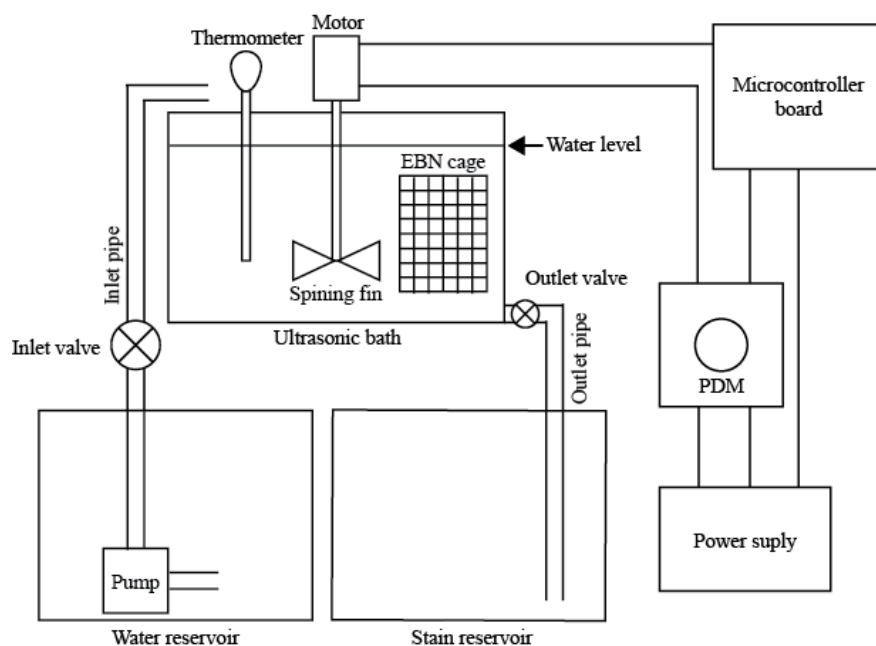 Motor
Thermometer
Microcontroller
board
Water level
EBN cage
Inlet pipe
Spining fin
Outlet valve
Inlet valve
Ultrasonic bath
Outlet pipe
PDM
Pump
Power suply
Water reservoir
Stain reservoir